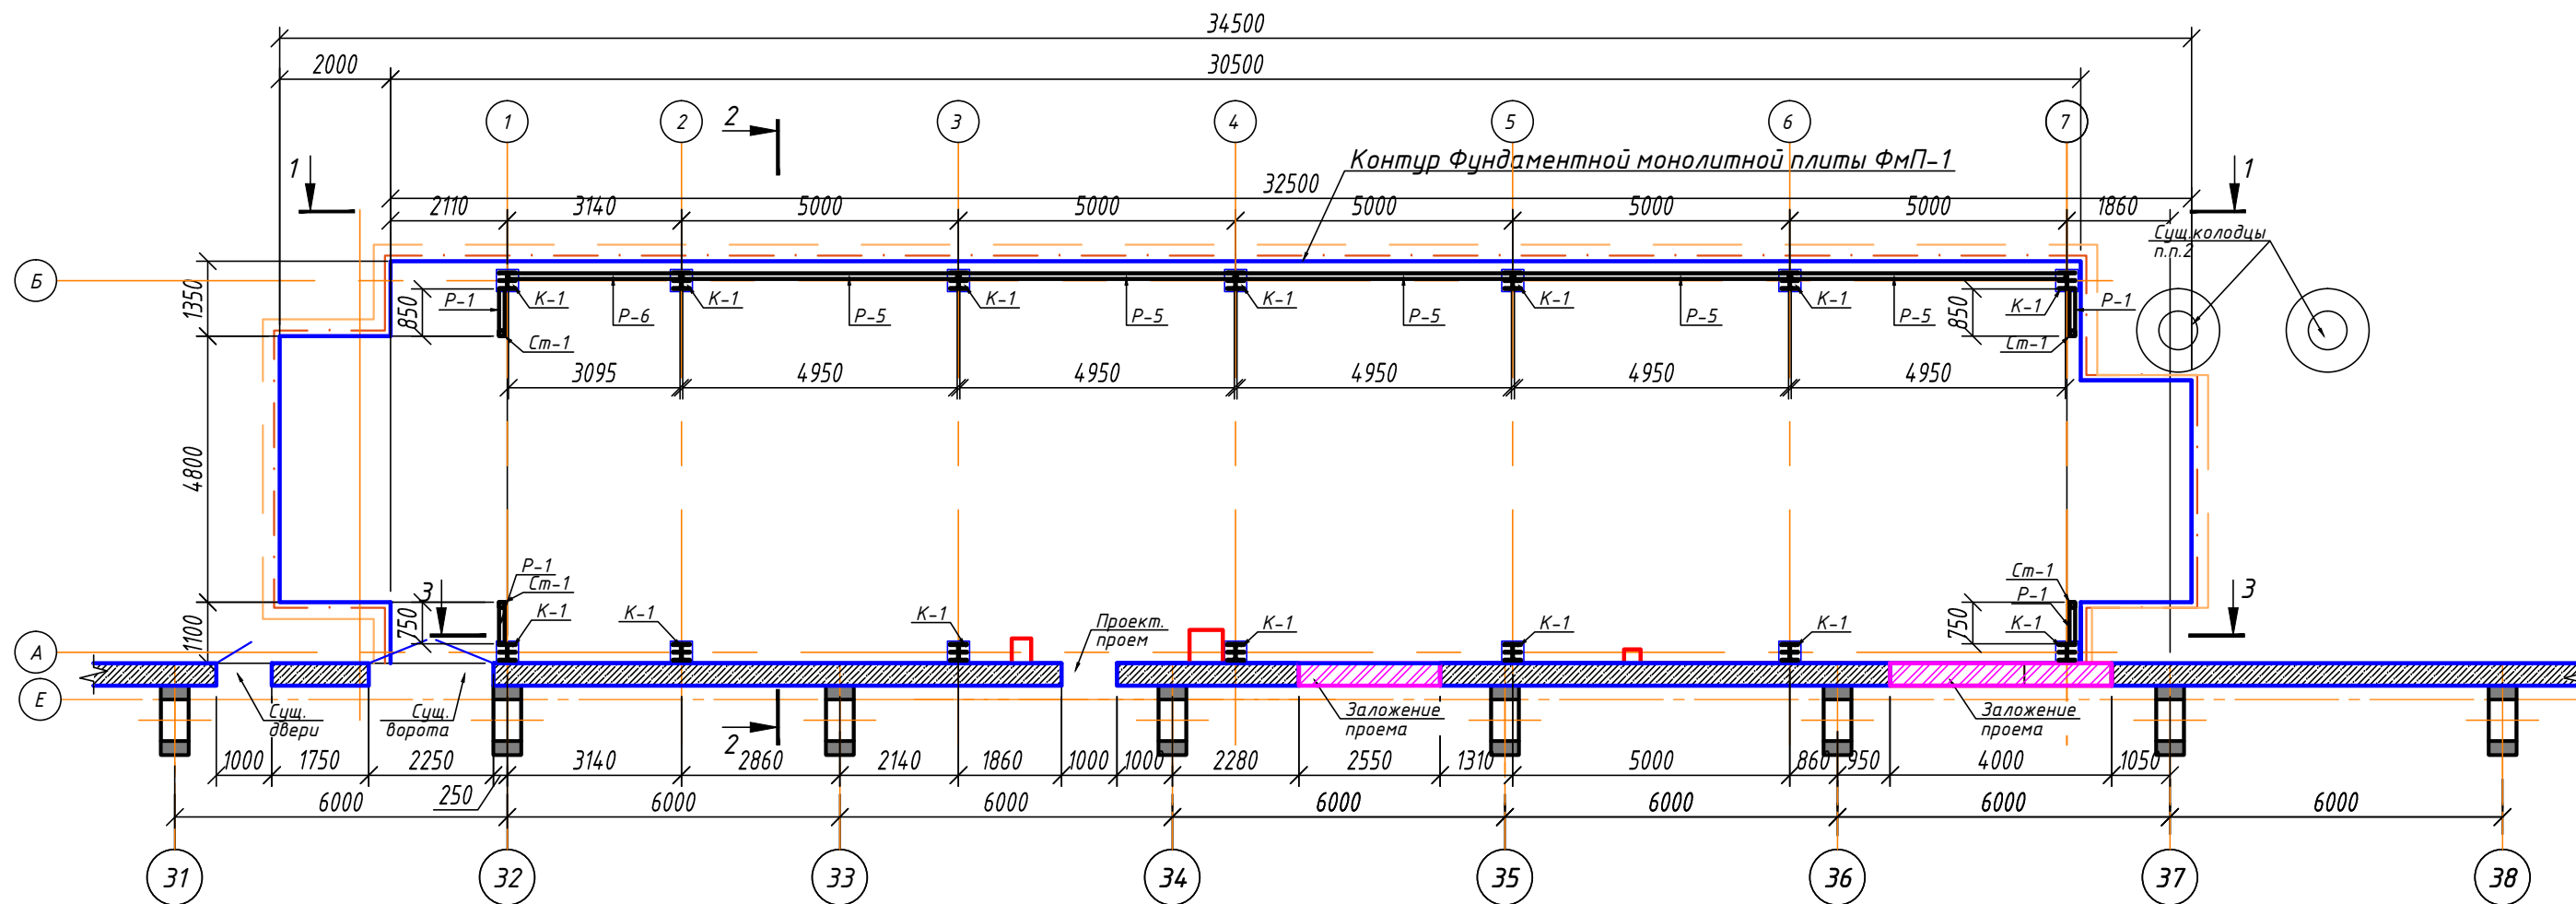 34500
2000
30500
1
2
2
3
4
5
6
7
Контур Фундаментной монолитной плиты ФмП-1
1
1
32500
2110
3140
5000
5000
5000
5000
5000
1860
Сущ.колодцы
п.п.2
Б
1350
850
Р-1
К-1
К-1
К-1
К-1
К-1
К-1
К-1
Р-1
850
Р-6
Р-5
Р-5
Р-5
Р-5
Р-5
Ст-1
Ст-1
3095
4950
4950
4950
4950
4950
4800
Р-1
Ст-1
К-1
3
750
1100
К-1
К-1
Проект.
проем
К-1
К-1
К-1
Ст-1
Р-1
К-1
750
3
А
Е
Сущ.
двери
Сущ.
ворота
2
Заложение
проема
Заложение
проема
1000
1750
2250
250
3140
2860
2140
1860
1000
1000
2280
2550
1310
5000
860
950
4000
1050
6000
6000
6000
6000
6000
6000
6000
31
32
33
34
35
36
37
38